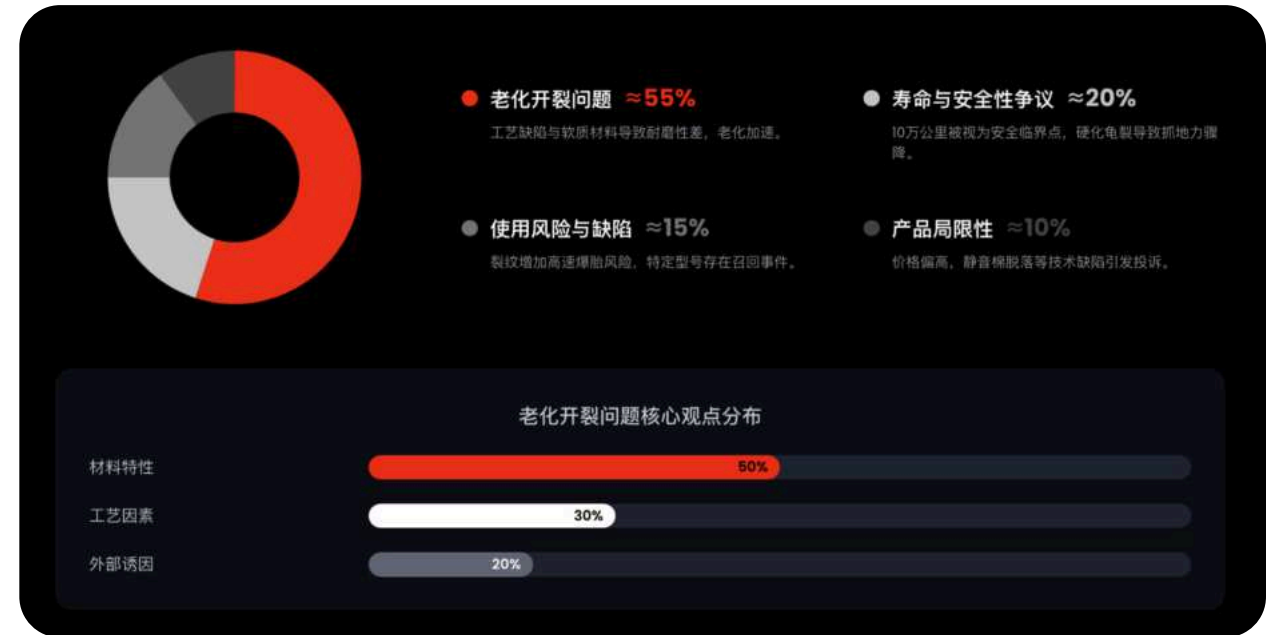 老化开裂问题 ≈55%
工艺缺陷与软质材料导致耐磨性差，老化加速。
寿命与安全性争议 ≈20%
10万公里被视为安全临界点，硬化龟裂导致抓地力骤
降。
使用风险与缺陷 ≈15%
裂纹增加高速爆胎风险，特定型号存在召回事件。
产品局限性 ≈10%
价格偏高，静音棉脱落等技术缺陷引发投诉。
老化开裂问题核心观点分布
材料特性 50%
工艺因素 30%
外部诱因 20%